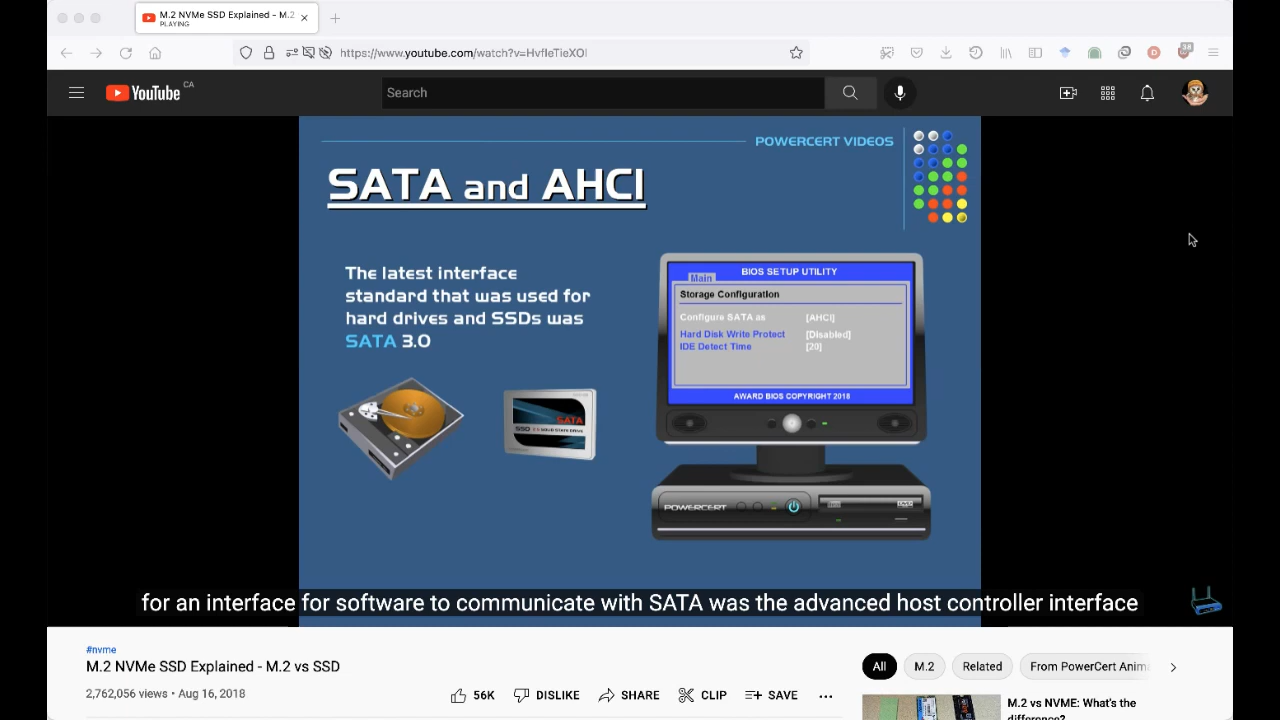 M.2 NVMe SSD Explained - M.2
PLAYING
https://www.youtube.com/watch?v=HvfIeTieXOI
38
YouTube CA
Search
POWERCERT VIDEOS
SATA and AHCI
The latest interface
standard that was used for
hard drives and SSDs was
SATA 3.0
BIOS SETUP UTILITY
Main
Storage Configuration
Configure SATA as [AHCI]
Hard Disk Write Protect [Disabled]
IDE Detect Time [20]
AWARD BIOS COPYRIGHT 2018
SATA
POWERCERT
for an interface for software to communicate with SATA was the advanced host controller interface
#nvme
M.2 NVMe SSD Explained - M.2 vs SSD
2,762,056 views • Aug 16, 2018
56K DISLIKE SHARE CLIP SAVE
All M.2 Related From PowerCert Anim
M.2 vs NVME: What's the
difference?